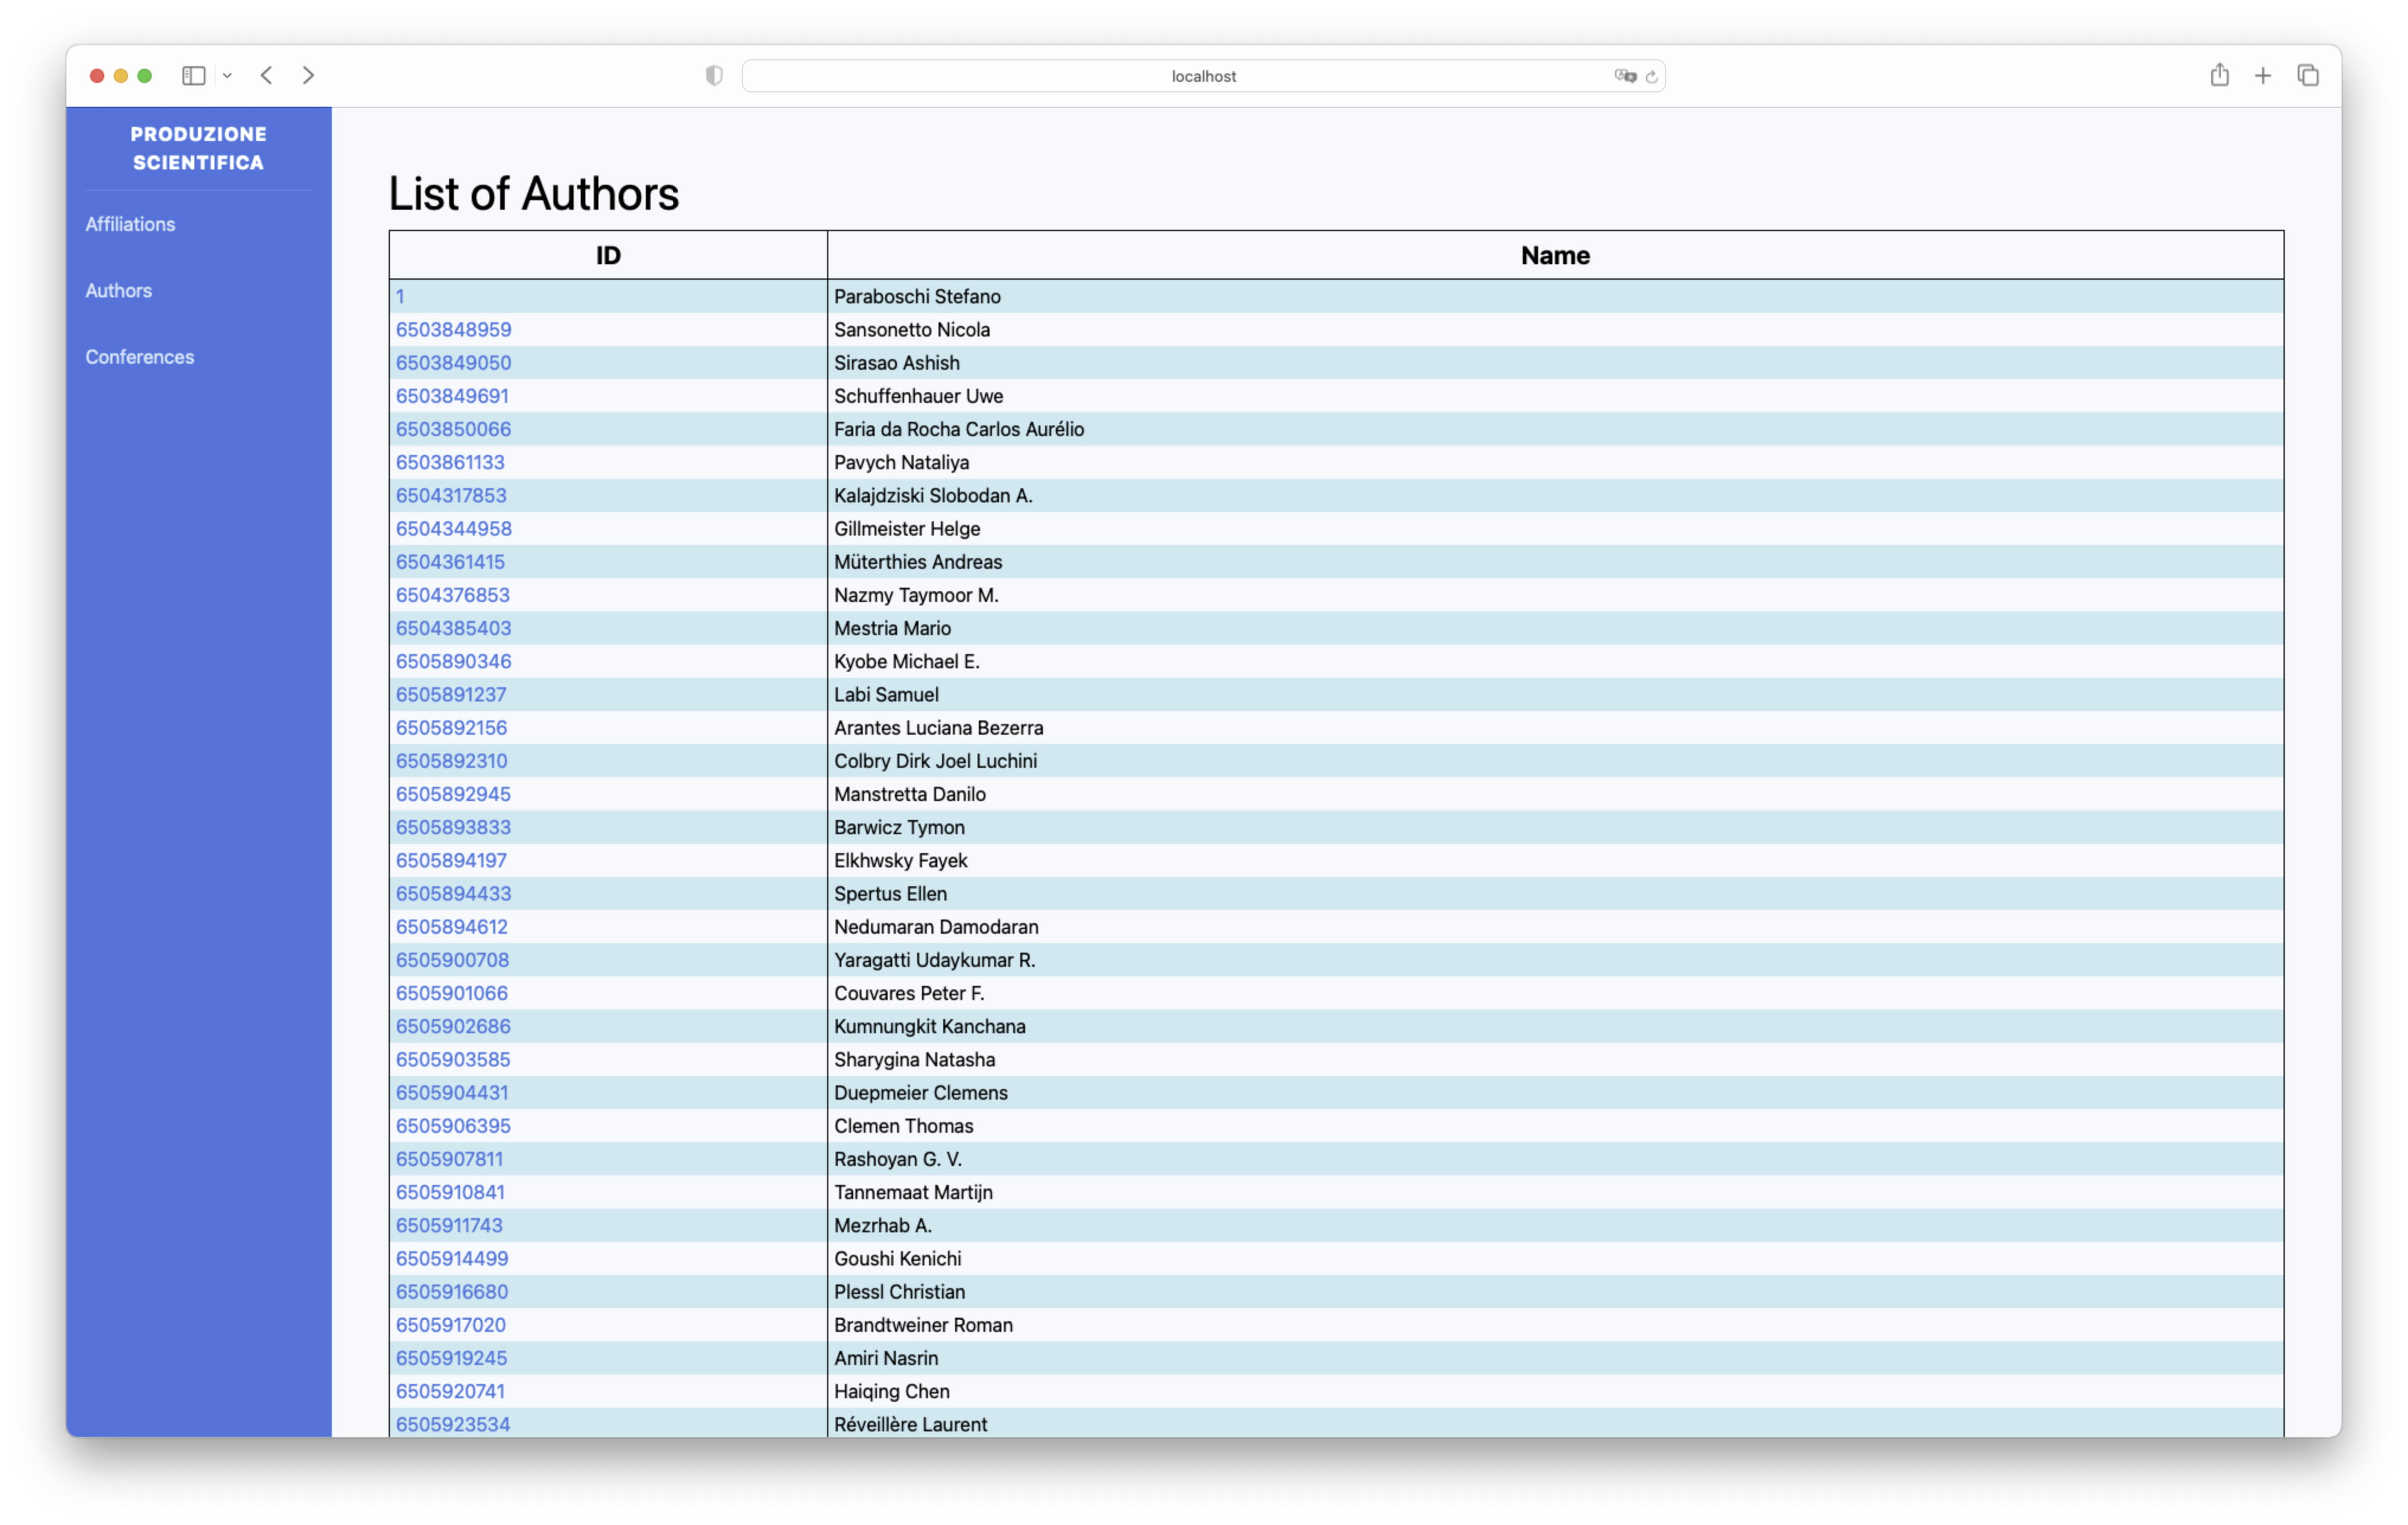 localhost
PRODUZIONE
SCIENTIFICA
Affiliations
Authors
Conferences
List of Authors
ID Name
1 Paraboschi Stefano
6503848959 Sansonetto Nicola
6503849050 Sirasao Ashish
6503849691 Schuffenhauer Uwe
6503850066 Faria da Rocha Carlos Aurélio
6503861133 Pavych Nataliya
6504317853 Kalajdziski Slobodan A.
6504344958 Gillmeister Helge
6504361415 Müterthies Andreas
6504376853 Nazmy Taymoor M.
6504385403 Mestria Mario
6505890346 Kyobe Michael E.
6505891237 Labi Samuel
6505892156 Arantes Luciana Bezerra
6505892310 Colbry Dirk Joel Luchini
6505892945 Manstretta Danilo
6505893833 Barwicz Tymon
6505894197 Elkhwsky Fayek
6505894433 Spertus Ellen
6505894612 Nedumaran Damodaran
6505900708 Yaragatti Udaykumar R.
6505901066 Couvares Peter F.
6505902686 Kumnungkit Kanchana
6505903585 Sharygina Natasha
6505904431 Duepmeier Clemens
6505906395 Clemen Thomas
6505907811 Rashoyan G. V.
6505910841 Tannemaat Martijn
6505911743 Mezrhab A.
6505914499 Goushi Kenichi
6505916680 Plessl Christian
6505917020 Brandtweiner Roman
6505919245 Amiri Nasrin
6505920741 Haiqing Chen
6505923534 Réveillère Laurent